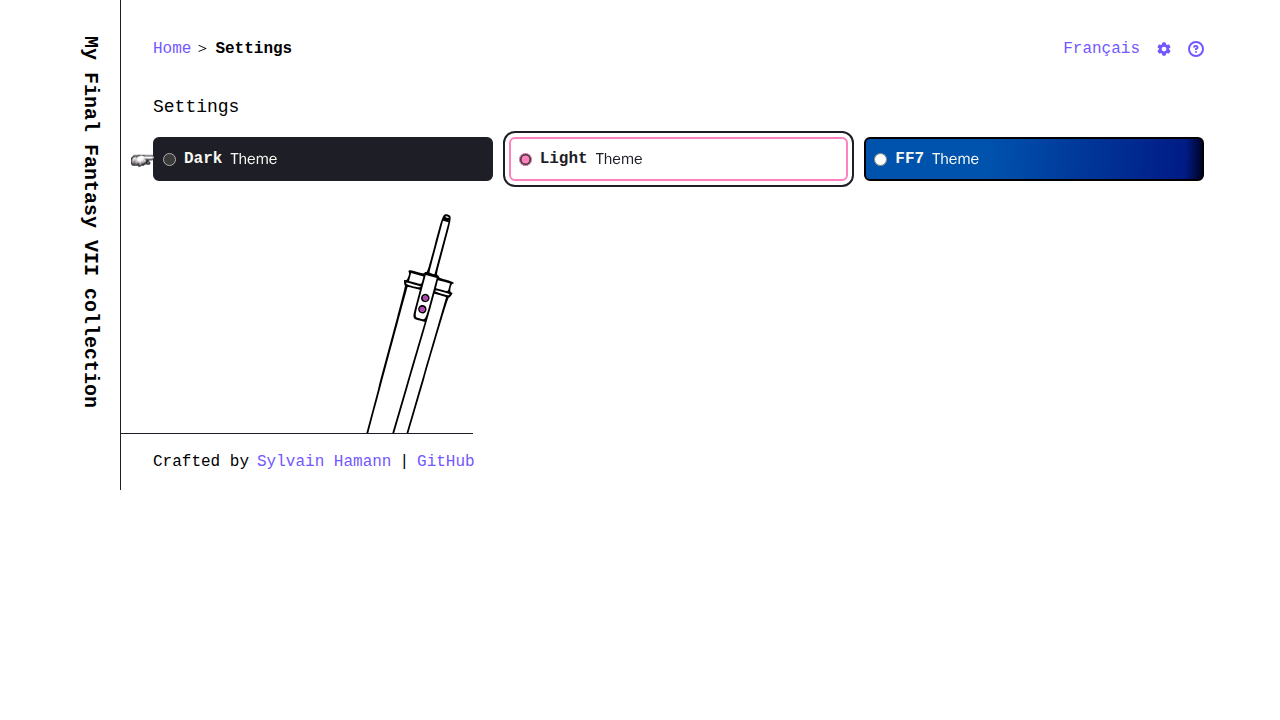 My Final Fantasy VII collection
Home > Settings
Français
Settings
Dark Theme
Light Theme
FF7 Theme
Crafted by Sylvain Hamann | GitHub